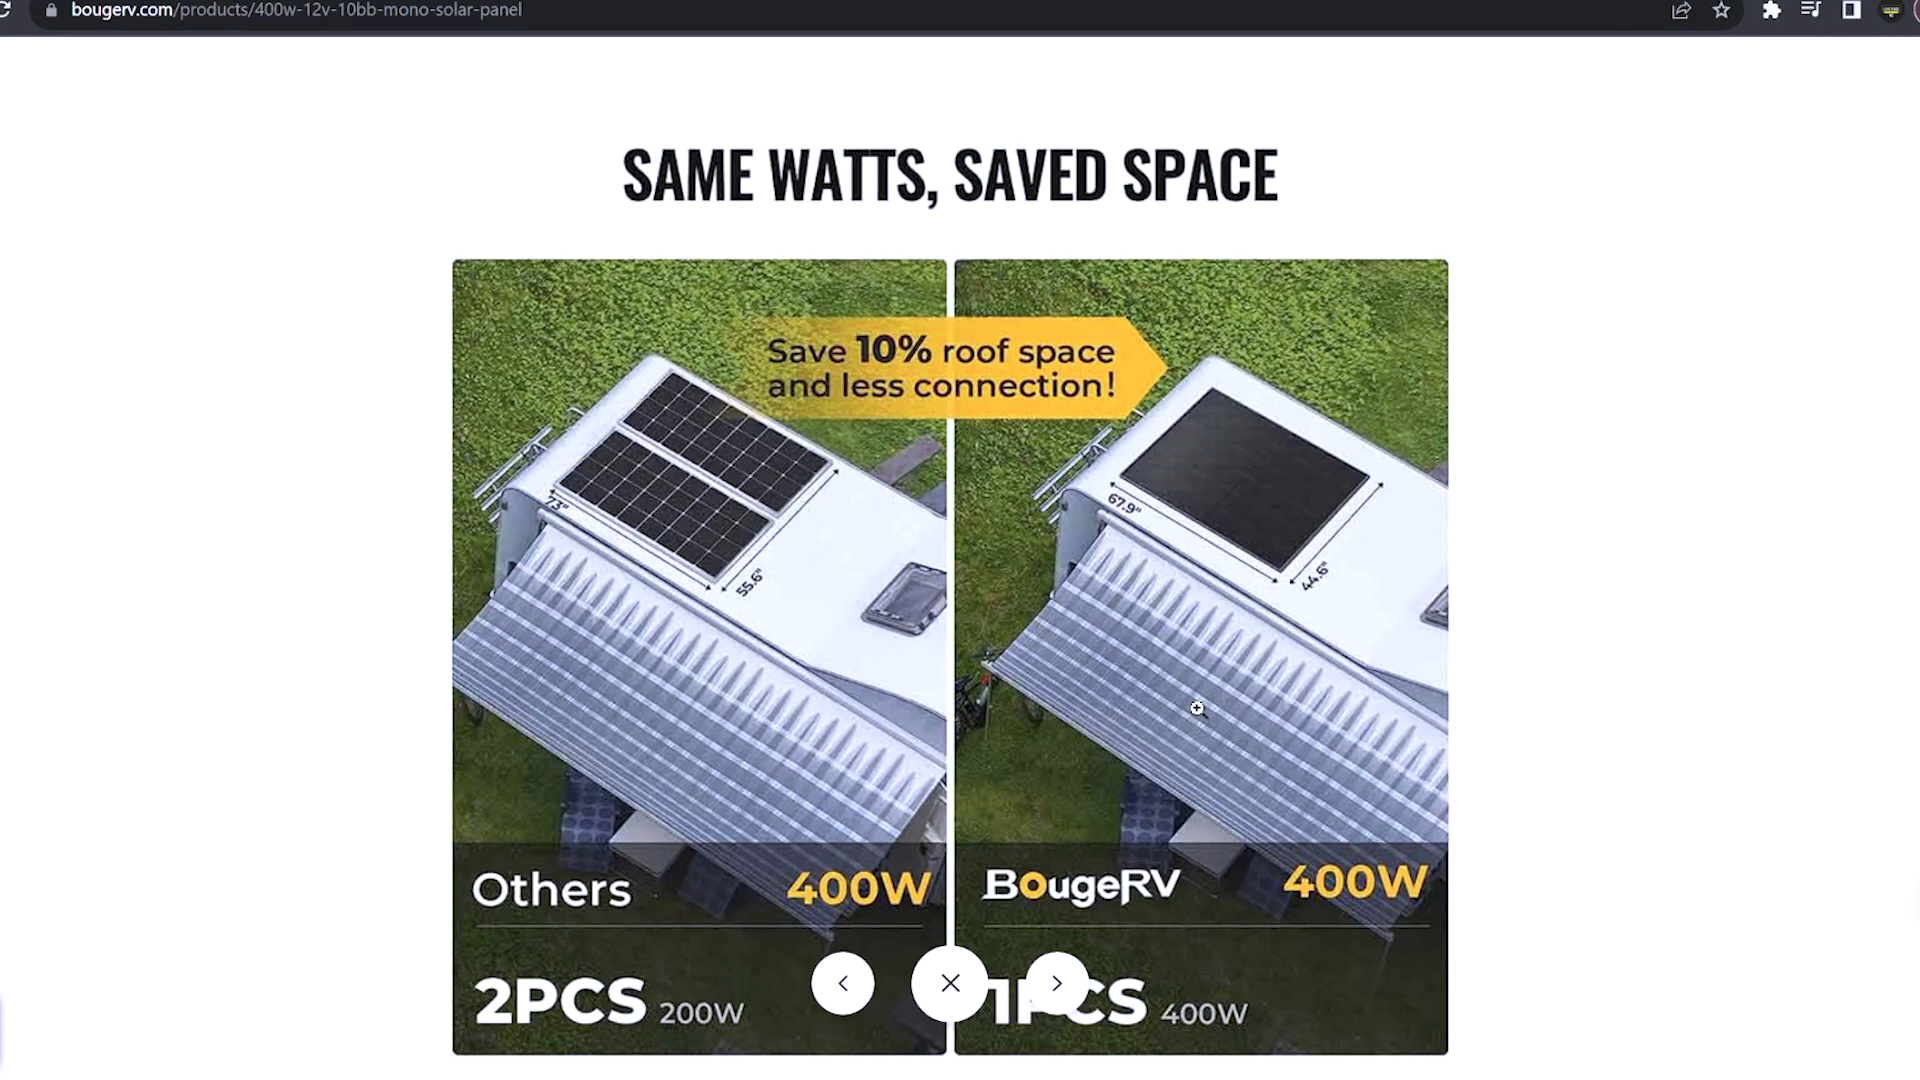 bougerv.com/products/400w-12v-10bb-mono-solar-panel
SAME WATTS, SAVED SPACE
Save 10% roof space
and less connection!
73"
55.6"
67.9"
44.6"
Others 400W
2PCS 200W
BougeRV 400W
1PCS 400W